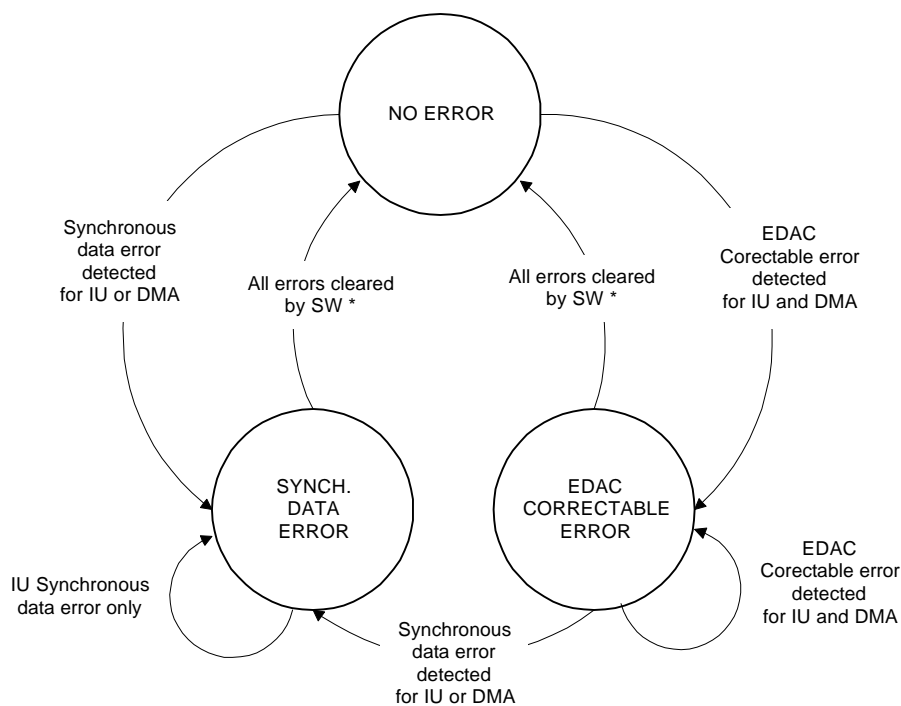 NO ERROR
Synchronous
data error
detected
for IU or DMA
All errors cleared
by SW *
All errors cleared
by SW *
EDAC
Corectable error
detected
for IU and DMA
SYNCH.
DATA
ERROR
EDAC
CORRECTABLE
ERROR
IU Synchronous
data error only
Synchronous
data error
detected
for IU or DMA
EDAC
Corectable error
detected
for IU and DMA